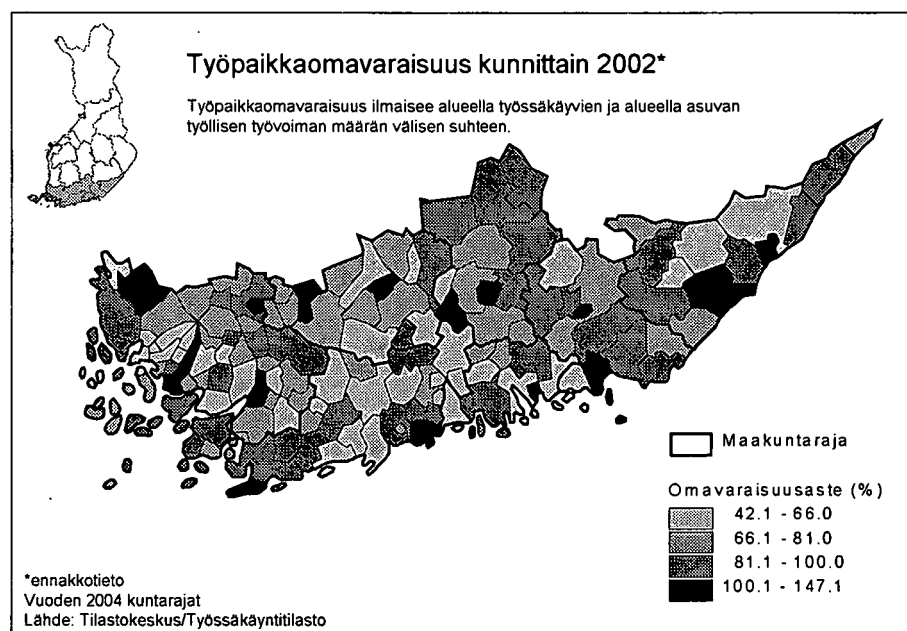 Työpaikkaomavaraisuus kunnittain 2002*
Työpaikkaomavaraisuus ilmaisee alueella työssäkäyvien ja alueella asuvan
työllisen työvoiman määrän välisen suhteen.
Maakuntaraja
Omavaraisuusaste (%)
42.1 - 66.0
66.1 - 81.0
81.1 - 100.0
100.1 - 147.1
*ennakkotieto
Vuoden 2004 kuntarajat
Lähde: Tilastokeskus/Työssäkäyntitilasto